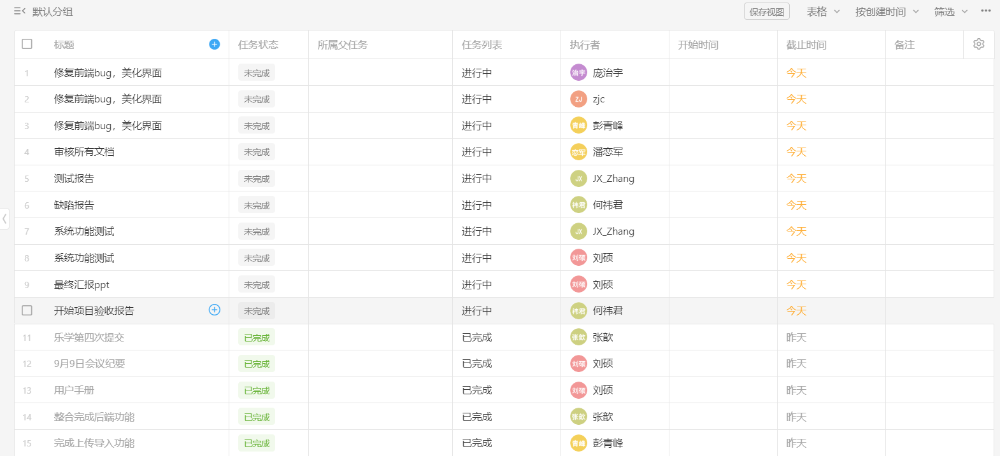 默认分组 保存视图 表格 按创建时间 筛选
标题 任务状态 所属父任务 任务列表 执行者 开始时间 截止时间 备注
1 修复前端bug，美化界面 未完成 进行中 治宇 庞治宇 今天
2 修复前端bug，美化界面 未完成 进行中 ZJ zjc 今天
3 修复前端bug，美化界面 未完成 进行中 青峰 彭青峰 今天
4 审核所有文档 未完成 进行中 恋军 潘恋军 今天
5 测试报告 未完成 进行中 JX JX_Zhang 今天
6 缺陷报告 未完成 进行中 祎君 何祎君 今天
7 系统功能测试 未完成 进行中 JX JX_Zhang 今天
8 系统功能测试 未完成 进行中 刘硕 刘硕 今天
9 最终汇报ppt 未完成 进行中 刘硕 刘硕 今天
开始项目验收报告 未完成 进行中 祎君 何祎君 今天
11 乐学第四次提交 已完成 已完成 张歆 张歆 昨天
12 9月9日会议纪要 已完成 已完成 刘硕 刘硕 昨天
13 用户手册 已完成 已完成 刘硕 刘硕 昨天
14 整合完成后端功能 已完成 已完成 张歆 张歆 昨天
15 完成上传导入功能 已完成 已完成 青峰 彭青峰 昨天